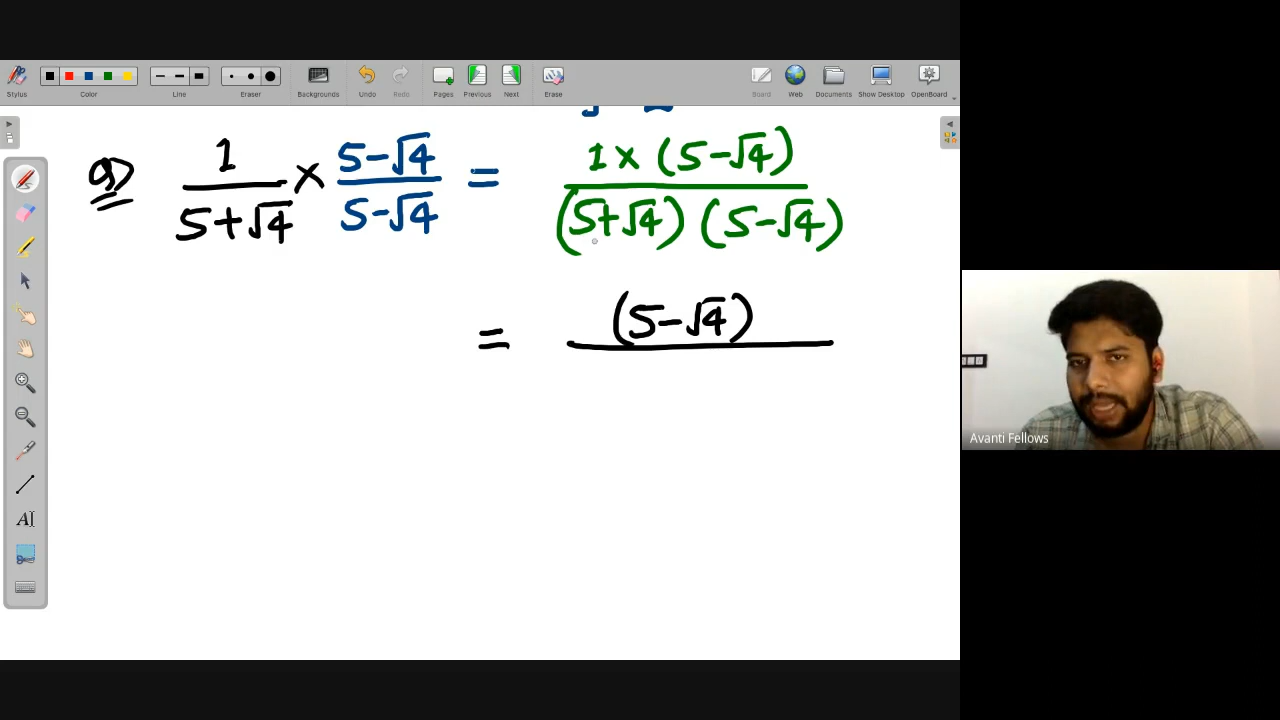 Stylus Color Line Eraser Backgrounds Undo Redo Pages Previous Next Erase Board Web Documents Show Desktop OpenBoard
Q) 1/(5+√4) × (5-√4)/(5-√4) = (1 × (5-√4))/((5+√4) (5-√4))
= (5-√4)
Avanti Fellows